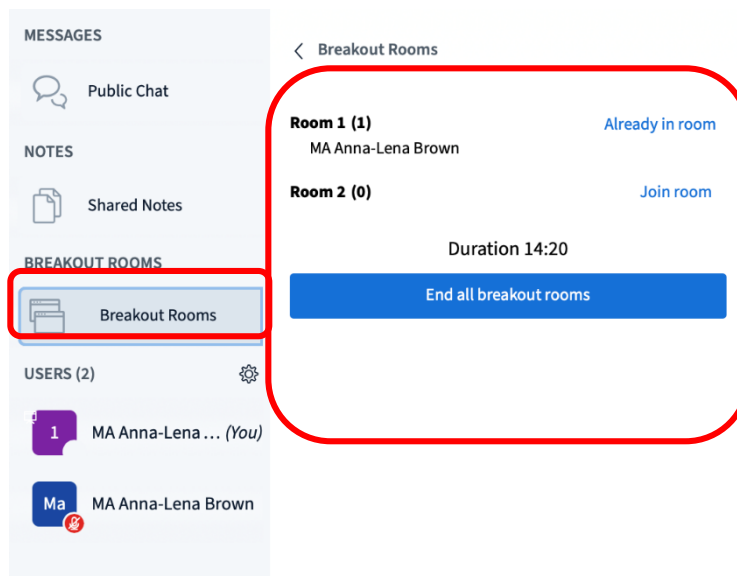 MESSAGES
Public Chat
NOTES
Shared Notes
BREAKOUT ROOMS
Breakout Rooms
USERS (2)
1 MA Anna-Lena ... (You)
Ma MA Anna-Lena Brown
Breakout Rooms
Room 1 (1) Already in room
MA Anna-Lena Brown
Room 2 (0) Join room
Duration 14:20
End all breakout rooms